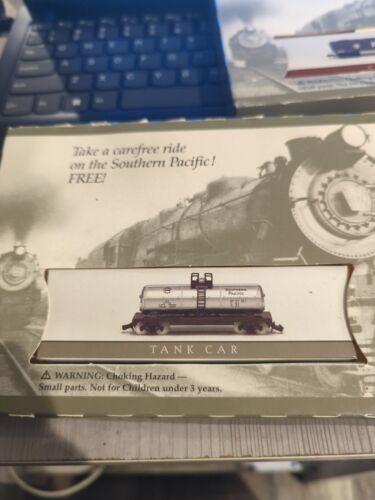 Take a carefree ride
on the Southern Pacific!
FREE!
SOUTHERN
PACIFIC
TANK CAR
⚠ WARNING: Choking Hazard —
Small parts. Not for Children under 3 years.